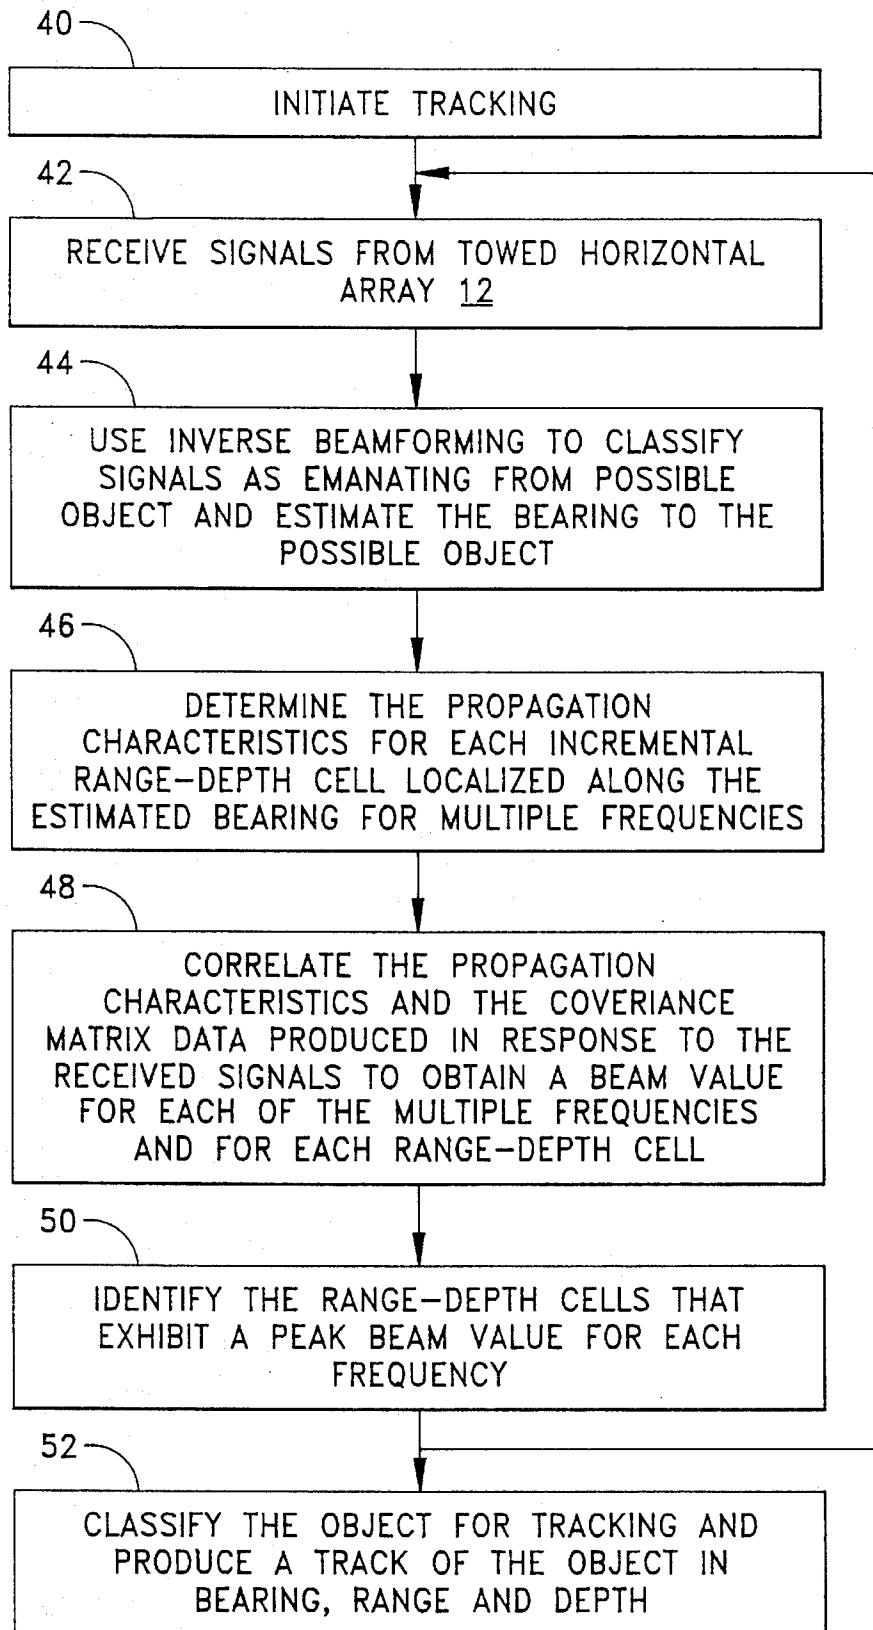 40
INITIATE TRACKING
42
RECEIVE SIGNALS FROM TOWED HORIZONTAL
ARRAY 12
44
USE INVERSE BEAMFORMING TO CLASSIFY
SIGNALS AS EMANATING FROM POSSIBLE
OBJECT AND ESTIMATE THE BEARING TO THE
POSSIBLE OBJECT
46
DETERMINE THE PROPAGATION
CHARACTERISTICS FOR EACH INCREMENTAL
RANGE-DEPTH CELL LOCALIZED ALONG THE
ESTIMATED BEARING FOR MULTIPLE FREQUENCIES
48
CORRELATE THE PROPAGATION
CHARACTERISTICS AND THE COVERIANCE
MATRIX DATA PRODUCED IN RESPONSE TO THE
RECEIVED SIGNALS TO OBTAIN A BEAM VALUE
FOR EACH OF THE MULTIPLE FREQUENCIES
AND FOR EACH RANGE-DEPTH CELL
50
IDENTIFY THE RANGE-DEPTH CELLS THAT
EXHIBIT A PEAK BEAM VALUE FOR EACH
FREQUENCY
52
CLASSIFY THE OBJECT FOR TRACKING AND
PRODUCE A TRACK OF THE OBJECT IN
BEARING, RANGE AND DEPTH